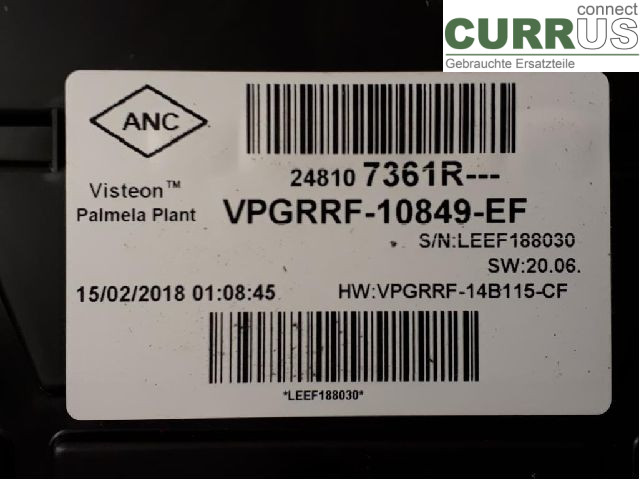 connect
CURRUS
Gebrauchte Ersatzteile
ANC
Visteon™
Palmela Plant
24810 7361R---
VPGRRF-10849-EF
S/N:LEEF188030
SW:20.06.
15/02/2018 01:08:45
HW:VPGRRF-14B115-CF
*LEEF188030*